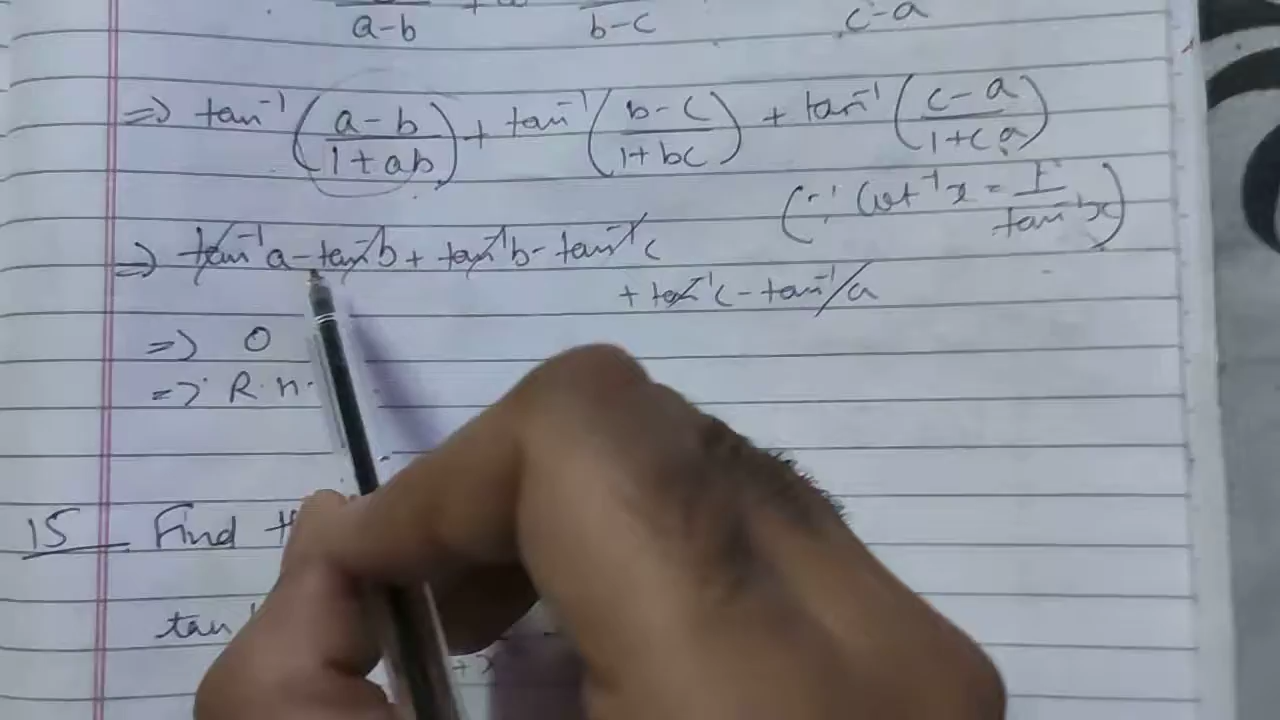 a-b + b-c c-a
=> tan⁻¹ (a-b / 1+ab) + tan⁻¹ (b-c / 1+bc) + tan⁻¹ (c-a / 1+ca)
(∵ Cot⁻¹x = 1 / tan⁻¹x)
=> tan⁻¹a - tan⁻¹b + tan⁻¹b - tan⁻¹c
+ tan⁻¹c - tan⁻¹a
=> 0
=> R.H.
15 Find
tan